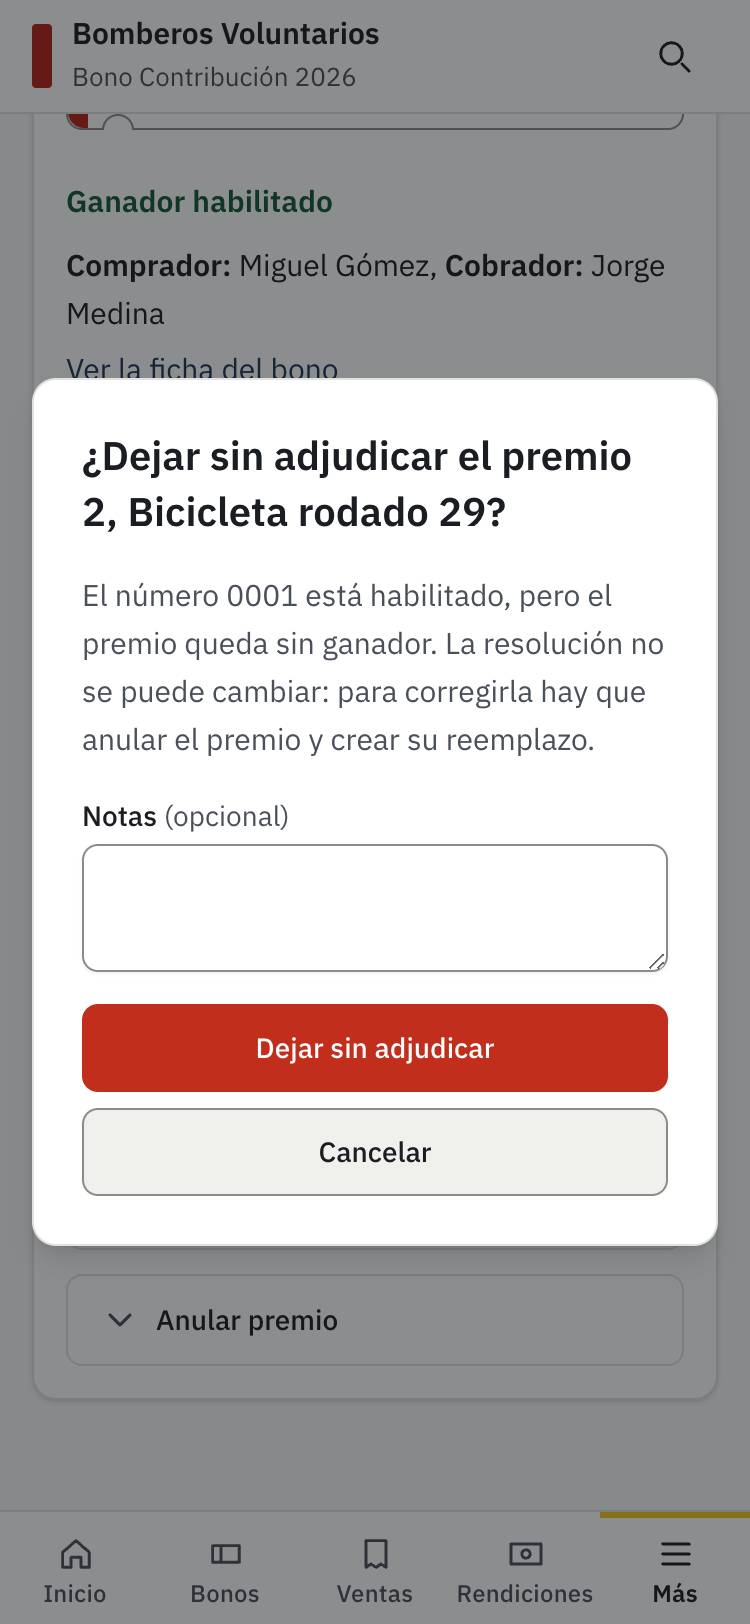 Bomberos Voluntarios
Bono Contribución 2026
Ganador habilitado
Comprador: Miguel Gómez, Cobrador: Jorge
Medina
Ver la ficha del bono
¿Dejar sin adjudicar el premio
2, Bicicleta rodado 29?
El número 0001 está habilitado, pero el
premio queda sin ganador. La resolución no
se puede cambiar: para corregirla hay que
anular el premio y crear su reemplazo.
Notas (opcional)
Dejar sin adjudicar
Cancelar
Anular premio
Inicio
Bonos
Ventas
Rendiciones
Más